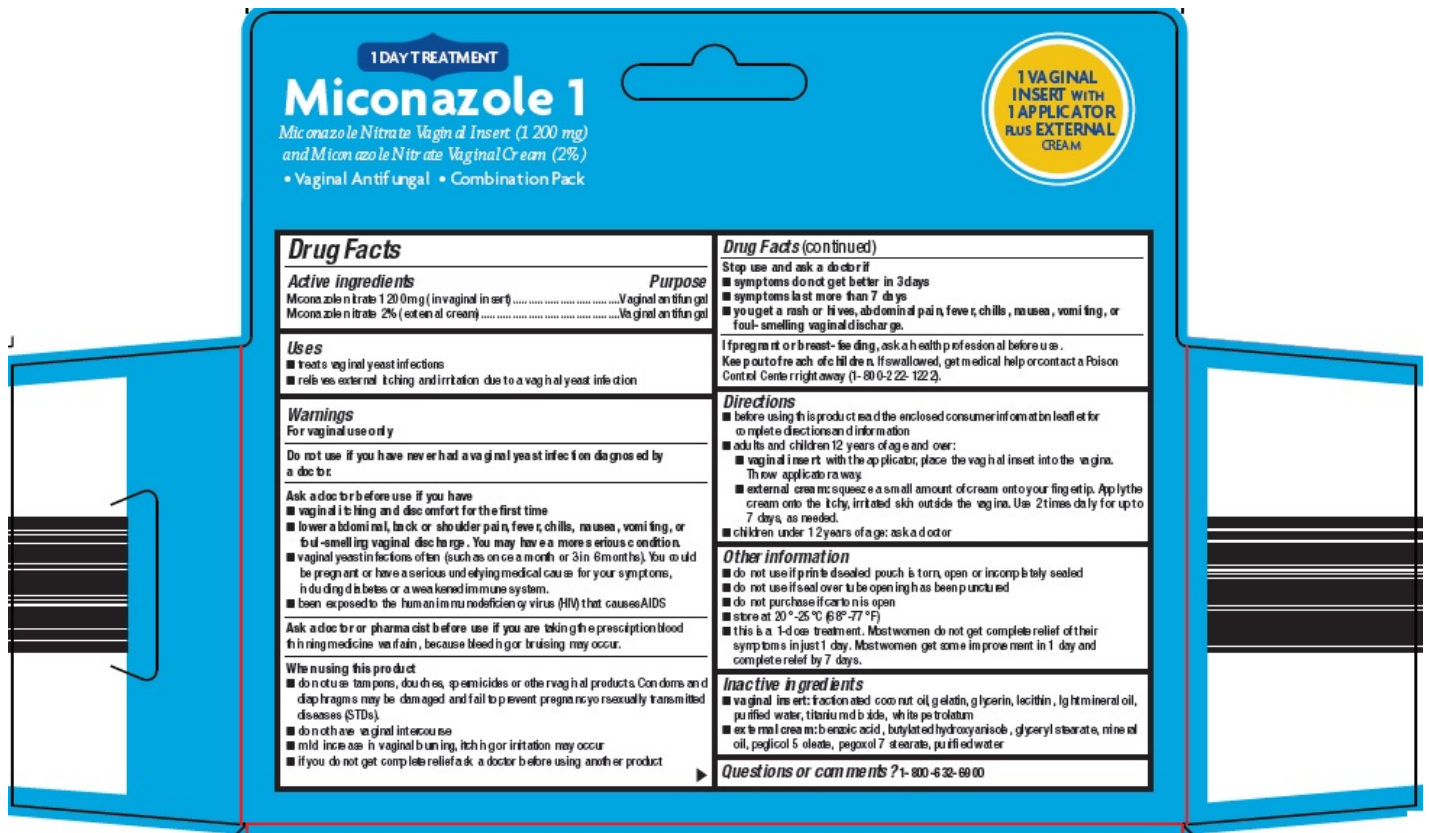 1 DAY TREATMENT
Miconazole 1
Miconazole Nitrate Vaginal Insert (1200 mg)
and Miconazole Nitrate Vaginal Cream (2%)
• Vaginal Antifungal • Combination Pack
1 VAGINAL
INSERT WITH
1 APPLICATOR
PLUS EXTERNAL
CREAM
Drug Facts
Active ingredients Purpose
Miconazole nitrate 1200 mg (in vaginal insert)..................................Vaginal antifungal
Miconazole nitrate 2% (external cream)............................................Vaginal antifungal
Uses
■ treats vaginal yeast infections
■ relieves external itching and irritation due to a vaginal yeast infection
Warnings
For vaginal use only
Do not use if you have never had a vaginal yeast infection diagnosed by
a doctor.
Ask a doctor before use if you have
■ vaginal itching and discomfort for the first time
■ lower abdominal, back or shoulder pain, fever, chills, nausea, vomiting, or
foul-smelling vaginal discharge. You may have a more serious condition.
■ vaginal yeast infections often (such as once a month or 3 in 6 months). You could
be pregnant or have a serious underlying medical cause for your symptoms,
including diabetes or a weakened immune system.
■ been exposed to the human immunodeficiency virus (HIV) that causes AIDS
Ask a doctor or pharmacist before use if you are taking the prescription blood
thinning medicine warfarin, because bleeding or bruising may occur.
When using this product
■ do not use tampons, douches, spermicides or other vaginal products. Condoms and
diaphragms may be damaged and fail to prevent pregnancy or sexually transmitted
diseases (STDs).
■ do not have vaginal intercourse
■ mild increase in vaginal burning, itching or irritation may occur
■ if you do not get complete relief ask a doctor before using another product
Drug Facts (continued)
Stop use and ask a doctor if
■ symptoms do not get better in 3 days
■ symptoms last more than 7 days
■ you get a rash or hives, abdominal pain, fever, chills, nausea, vomiting, or
foul-smelling vaginal discharge.
If pregnant or breast-feeding, ask a health professional before use.
Keep out of reach of children. If swallowed, get medical help or contact a Poison
Control Center right away (1-800-222-1222).
Directions
■ before using this product read the enclosed consumer information leaflet for
complete directions and information
■ adults and children 12 years of age and over:
■ vaginal insert: with the applicator, place the vaginal insert into the vagina.
Throw applicator away.
■ external cream: squeeze a small amount of cream onto your fingertip. Apply the
cream onto the itchy, irritated skin outside the vagina. Use 2 times daily for up to
7 days, as needed.
■ children under 12 years of age: ask a doctor
Other information
■ do not use if printed sealed pouch is torn, open or incompletely sealed
■ do not use if seal over tube opening has been punctured
■ do not purchase if carton is open
■ store at 20°-25°C (68°-77°F)
■ this is a 1-dose treatment. Most women do not get complete relief of their
symptoms in just 1 day. Most women get some improvement in 1 day and
complete relief by 7 days.
Inactive ingredients
■ vaginal insert: fractionated coconut oil, gelatin, glycerin, lecithin, light mineral oil,
purified water, titanium dioxide, white petrolatum
■ external cream: benzoic acid, butylated hydroxyanisole, glyceryl stearate, mineral
oil, peglicol 5 oleate, pegoxol 7 stearate, purified water
Questions or comments? 1-800-632-6900